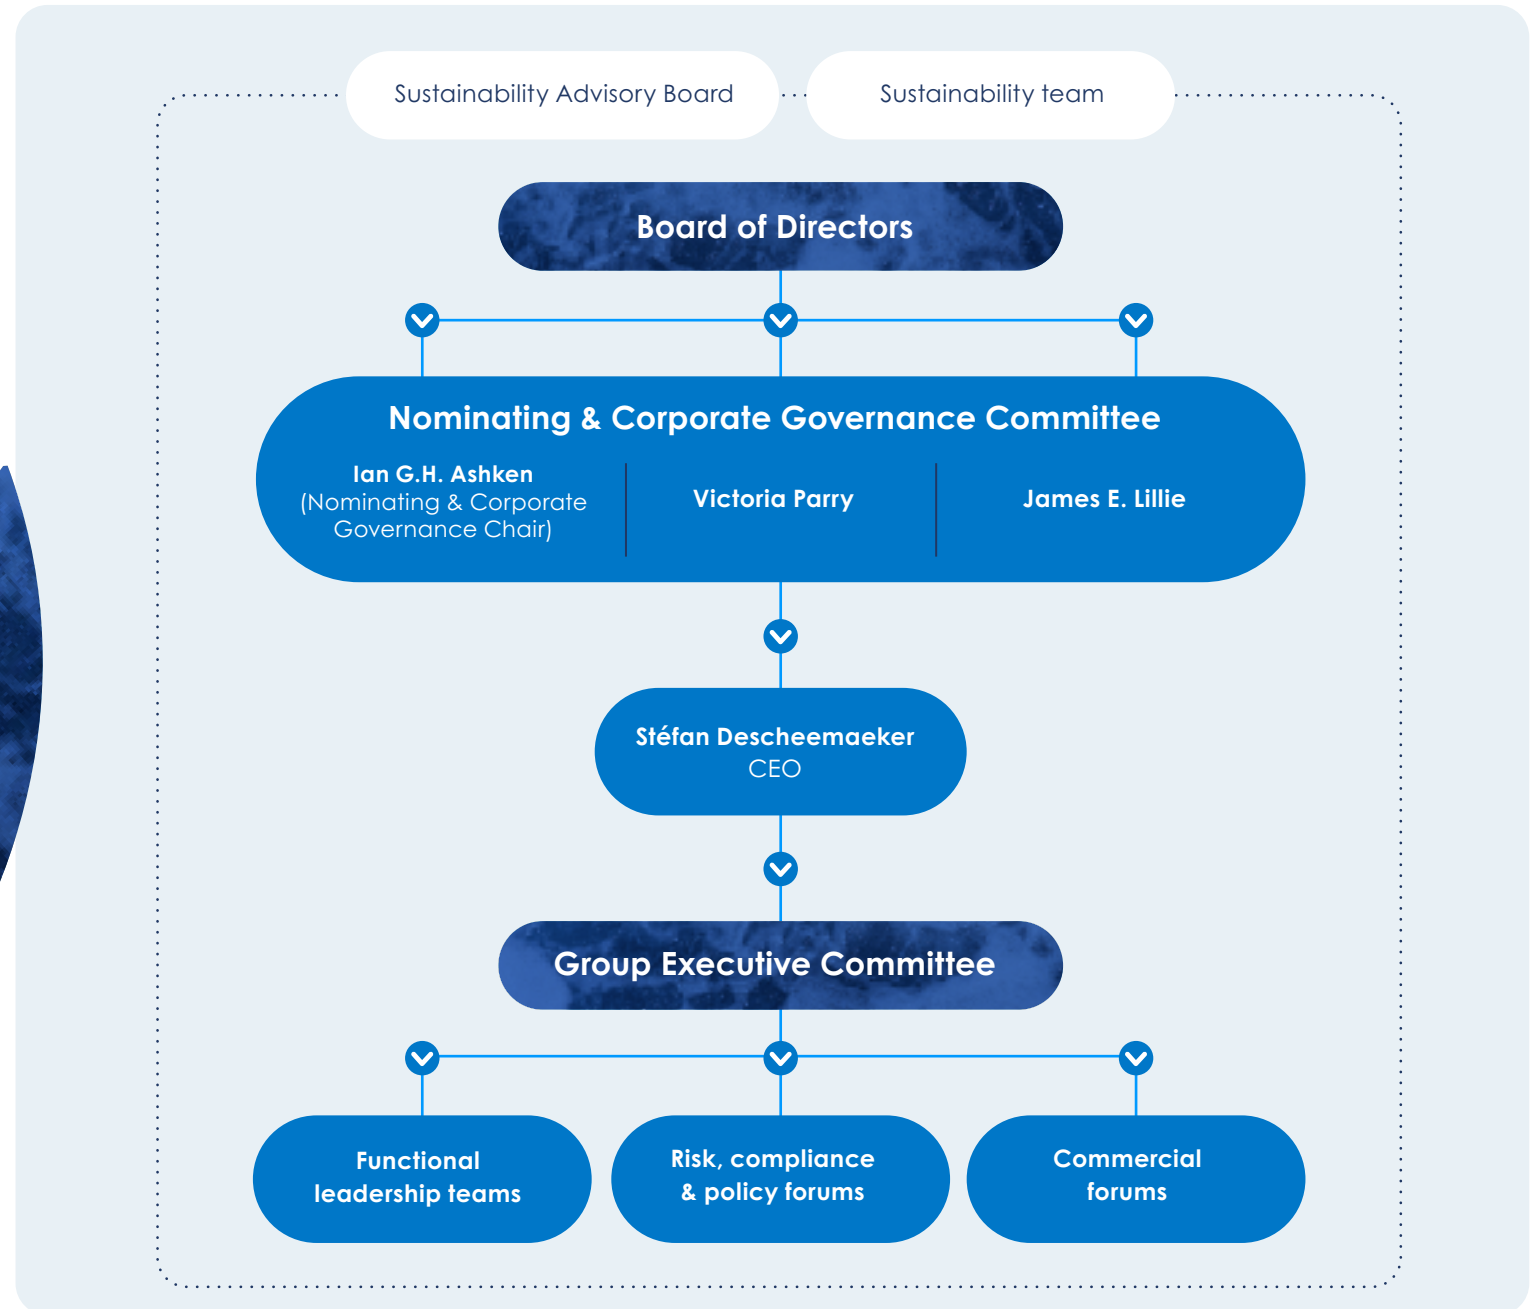 Sustainability Advisory Board
Sustainability team
Board of Directors
Nominating & Corporate Governance Committee
Ian G.H. Ashken
(Nominating & Corporate
Governance Chair)
Victoria Parry
James E. Lillie
Stéfan Descheemaeker
CEO
Group Executive Committee
Functional
leadership teams
Risk, compliance
& policy forums
Commercial
forums